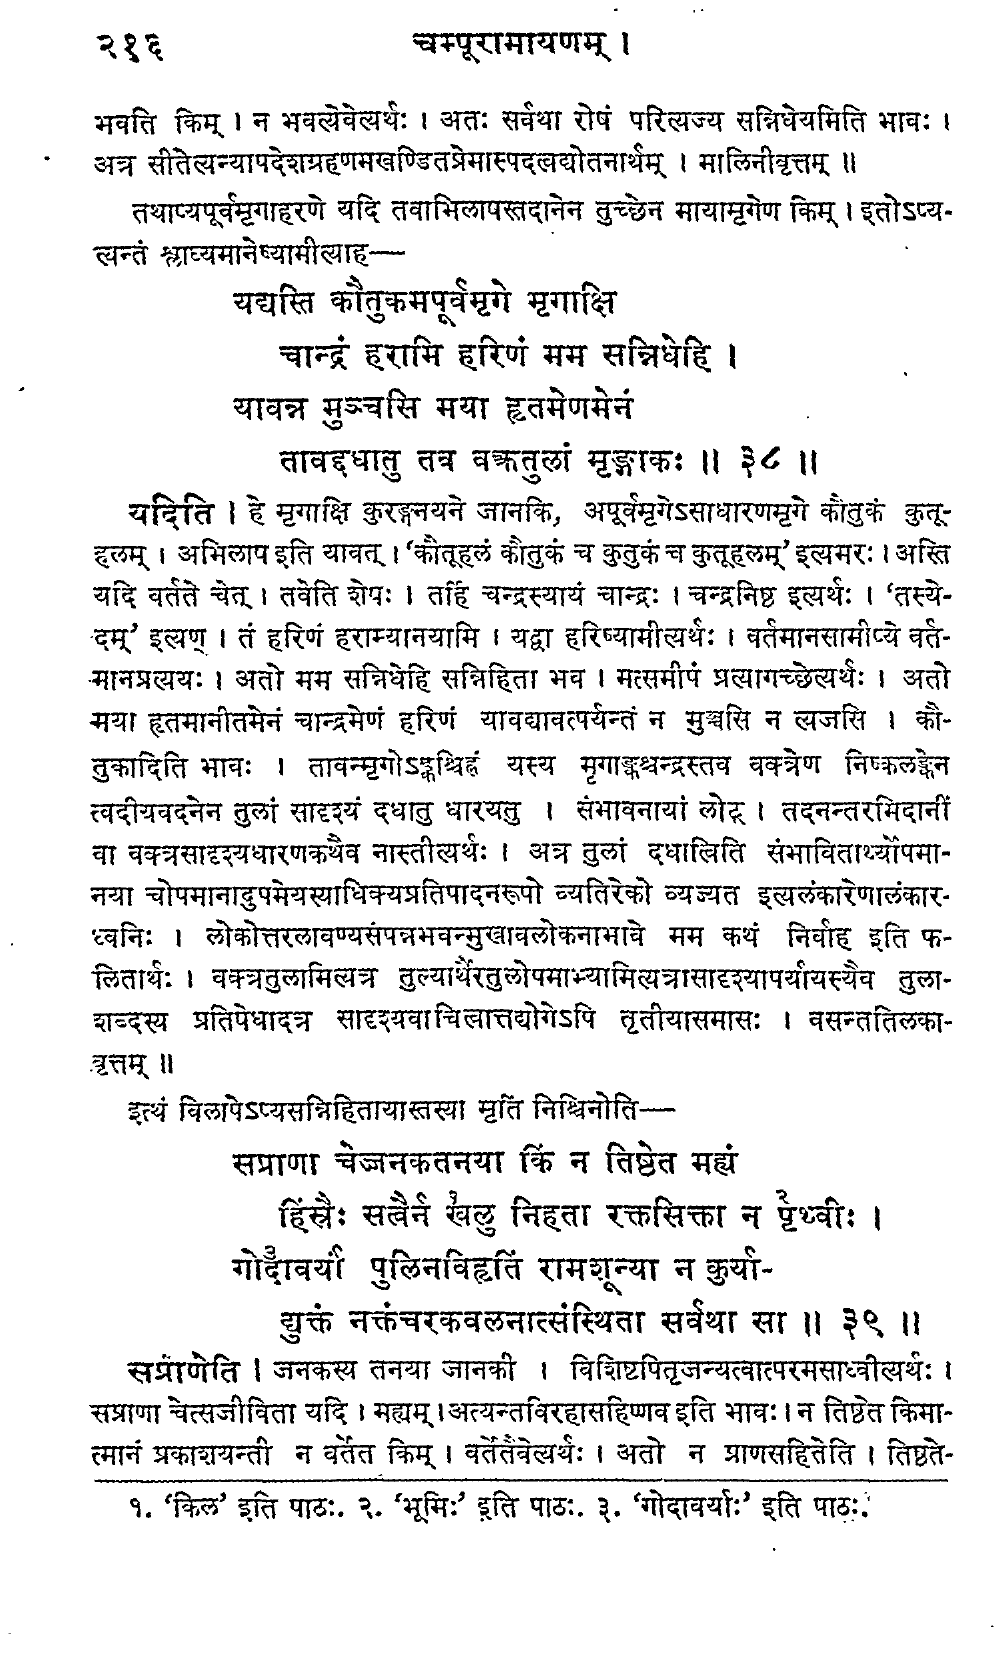 २१६ चम्पूरामायणम् ।
भवति किम् । न भवत्येवेत्यर्थः । अतः सर्वथा रोषं परित्यज्य सन्निधेयमिति भावः ।
अत्र सीतेत्यन्यापदेशग्रहणमखण्डितप्रेमास्पदत्वद्योतनार्थम् । मालिनीवृत्तम् ॥
तथाप्यपूर्वमृगाहरणे यदि तवाभिलाषस्तदानेन तुच्छेन मायामृगेण किम् । इतोऽप्य-
त्यन्तं श्लाघ्यमानेष्यामीत्याह—
यद्यस्ति कौतुकमपूर्वमृगे मृगाक्षि
चान्द्रं हरामि हरिणं मम सन्निधेहि ।
यावन्न मुञ्चसि मया हृतमेणमेनं
तावद्दधातु तव वक्त्रतुलां मृङ्गाकः ॥ ३८ ॥
यदिति । हे मृगाक्षि कुरङ्गनयने जानकि, अपूर्वमृगेऽसाधारणमृगे कौतुकं कुतू-
हलम् । अभिलाष इति यावत् । ‘कौतूहलं कौतुकं च कुतुकं च कुतूहलम्’ इत्यमरः । अस्ति
यदि वर्तते चेत् । तवेति शेषः । तर्हि चन्द्रस्यायं चान्द्रः । चन्द्रनिष्ठ इत्यर्थः । ‘तस्ये-
दम्’ इत्यण् । तं हरिणं हराम्यानयामि । यद्वा हरिष्यामीत्यर्थः । वर्तमानसामीप्ये वर्त-
मानप्रत्ययः । अतो मम सन्निधेहि सन्निहिता भव । मत्समीपं प्रत्यागच्छेत्यर्थः । अतो
मया हृतमानीतमेनं चान्द्रमेणं हरिणं यावद्यावत्पर्यन्तं न मुञ्चसि न त्यजसि । कौ-
तुकादिति भावः । तावन्मृगोऽङ्कश्चिह्नं यस्य मृगाङ्कश्चन्द्रस्तव वक्त्रेण निष्कलङ्केन
त्वदीयवदनेन तुलां सादृश्यं दधातु धारयतु । संभावनायां लोट् । तदनन्तरमिदानीं
वा वक्त्रसादृश्यधारणकथैव नास्तीत्यर्थः । अत्र तुलां दधात्विति संभाविताथ्योंपमा-
नया चोपमानादुपमेयस्याधिक्यप्रतिपादनरूपो व्यतिरेको व्यज्यत इत्यलंकारेणालंकार-
ध्वनिः । लोकोत्तरलावण्यसंपन्नभवन्मुखावलोकनाभावे मम कथं निर्वाह इति फ-
लितार्थः । वक्त्रतुलामित्यत्र तुल्यार्थैरतुलोपमाभ्यामित्यत्रासादृश्यापर्यायस्यैव तुला-
शब्दस्य प्रतिषेधादत्र सादृश्यवाचित्वात्तद्योगेऽपि तृतीयासमासः । वसन्ततिलका-
वृत्तम् ॥
इत्थं विलापेऽप्यसन्निहितायास्तस्या मृतिं निश्चिनोति—
सप्राणा चेज्जनकतनया किं न तिष्ठेत मह्यं
हिंस्रैः सत्वैर्न खलु१ निहता रक्तसिक्ता न पृथ्वी२ः ।
गोदावर्यां३ पुलिनविहृतिं रामशून्या न कुर्या-
द्युक्तं नक्तंचरकवलनात्संस्थिता सर्वथा सा ॥ ३९ ॥
सप्राणेति । जनकस्य तनया जानकी । विशिष्टपितृजन्यत्वात्परमसाध्वीत्यर्थः ।
सप्राणा चेत्सजीविता यदि । मह्यम् । अत्यन्तविरहासहिष्णव इति भावः । न तिष्ठेत किमा-
त्मानं प्रकाशयन्ती न वर्तेत किम् । वर्तेतैवेत्यर्थः । अतो न प्राणसहितेति । तिष्ठते-
१. ‘किल’ इति पाठः. २. ‘भूमिः’ इति पाठः. ३. ‘गोदावर्याः’ इति पाठः.